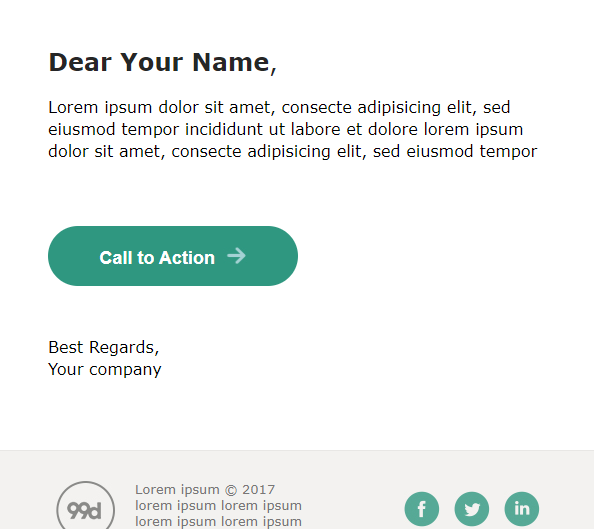 Dear Your Name,
Lorem ipsum dolor sit amet, consecte adipisicing elit, sed
eiusmod tempor incididunt ut labore et dolore lorem ipsum
dolor sit amet, consecte adipisicing elit, sed eiusmod tempor
Call to Action →
Best Regards,
Your company
99d
Lorem ipsum © 2017
lorem ipsum lorem ipsum
lorem ipsum lorem ipsum
f
in